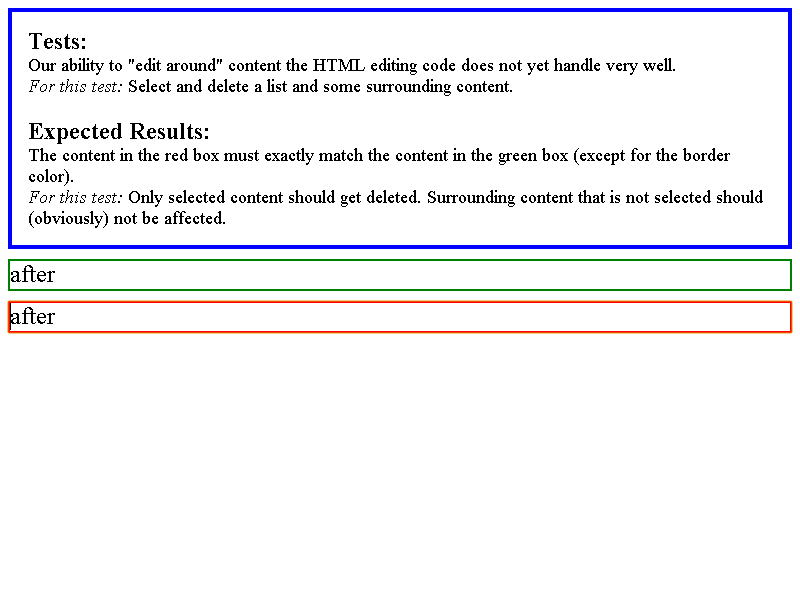 Tests:
Our ability to "edit around" content the HTML editing code does not yet handle very well.
For this test: Select and delete a list and some surrounding content.
Expected Results:
The content in the red box must exactly match the content in the green box (except for the border
color).
For this test: Only selected content should get deleted. Surrounding content that is not selected should
(obviously) not be affected.
after
after